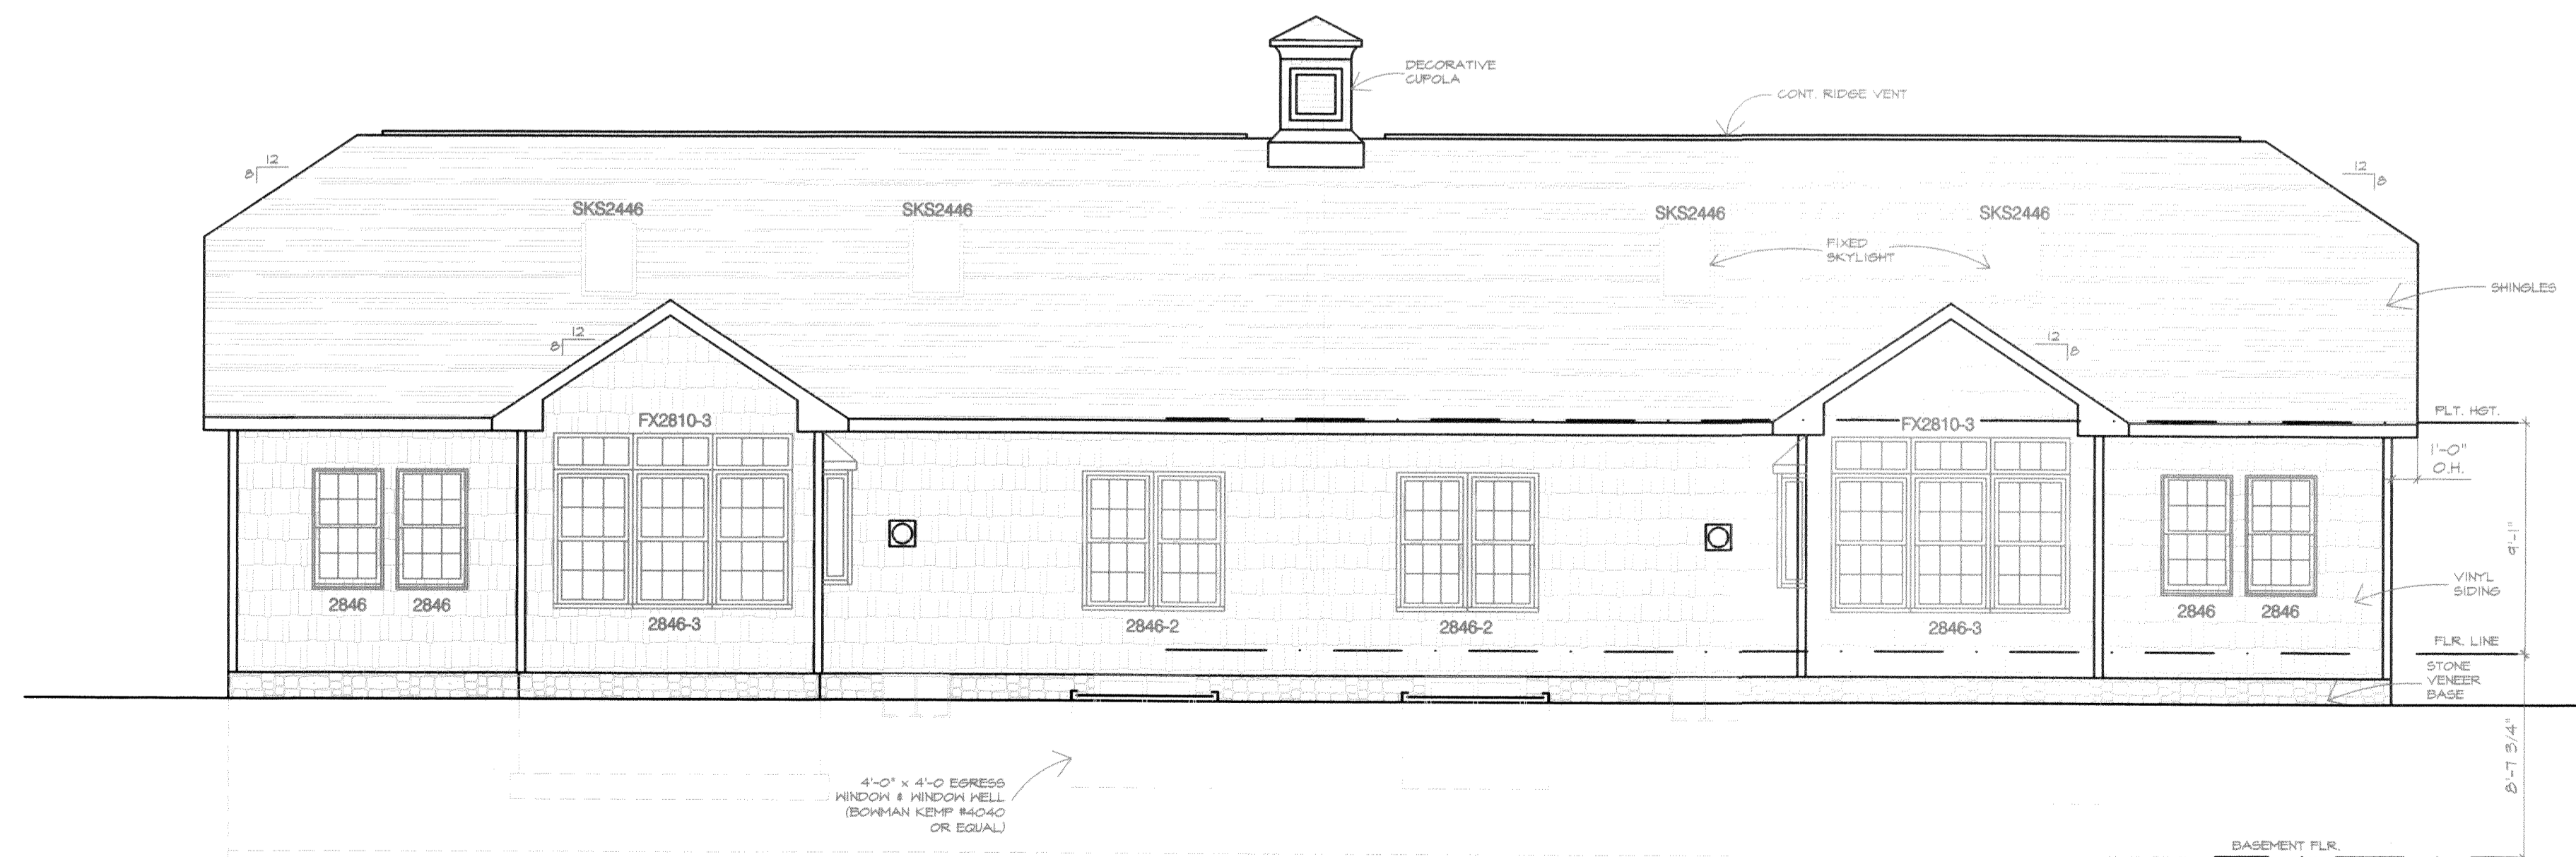 DECORATIVE
CUPOLA
CONT. RIDGE VENT
12
8
12
8
SKS2446
SKS2446
SKS2446
SKS2446
FIXED
SKYLIGHT
SHINGLES
12
8
12
8
FX2810-3
FX2810-3
PLT. HGT.
1'-0"
O.H.
9'-1"
VINYL
SIDING
2846
2846
2846-3
2846-2
2846-2
2846-3
2846
2846
FLR. LINE
STONE
VENEER
BASE
8'-7 3/4"
4'-0" x 4'-0 EGRESS
WINDOW & WINDOW WELL
(BOWMAN KEMP #4040
OR EQUAL)
BASEMENT FLR.